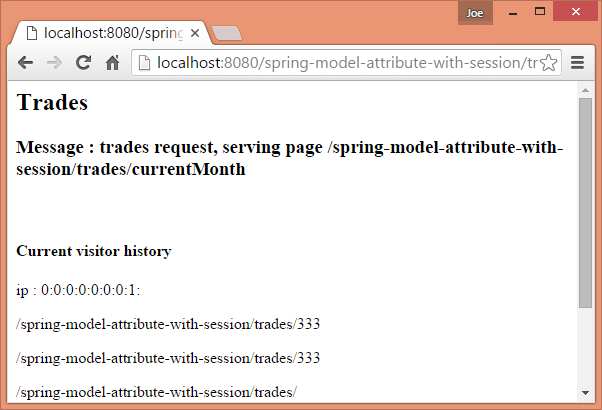 Joe
localhost:8080/spring
localhost:8080/spring-model-attribute-with-session/tr
Trades
Message : trades request, serving page /spring-model-attribute-with-
session/trades/currentMonth
Current visitor history
ip : 0:0:0:0:0:0:0:1:
/spring-model-attribute-with-session/trades/333
/spring-model-attribute-with-session/trades/333
/spring-model-attribute-with-session/trades/